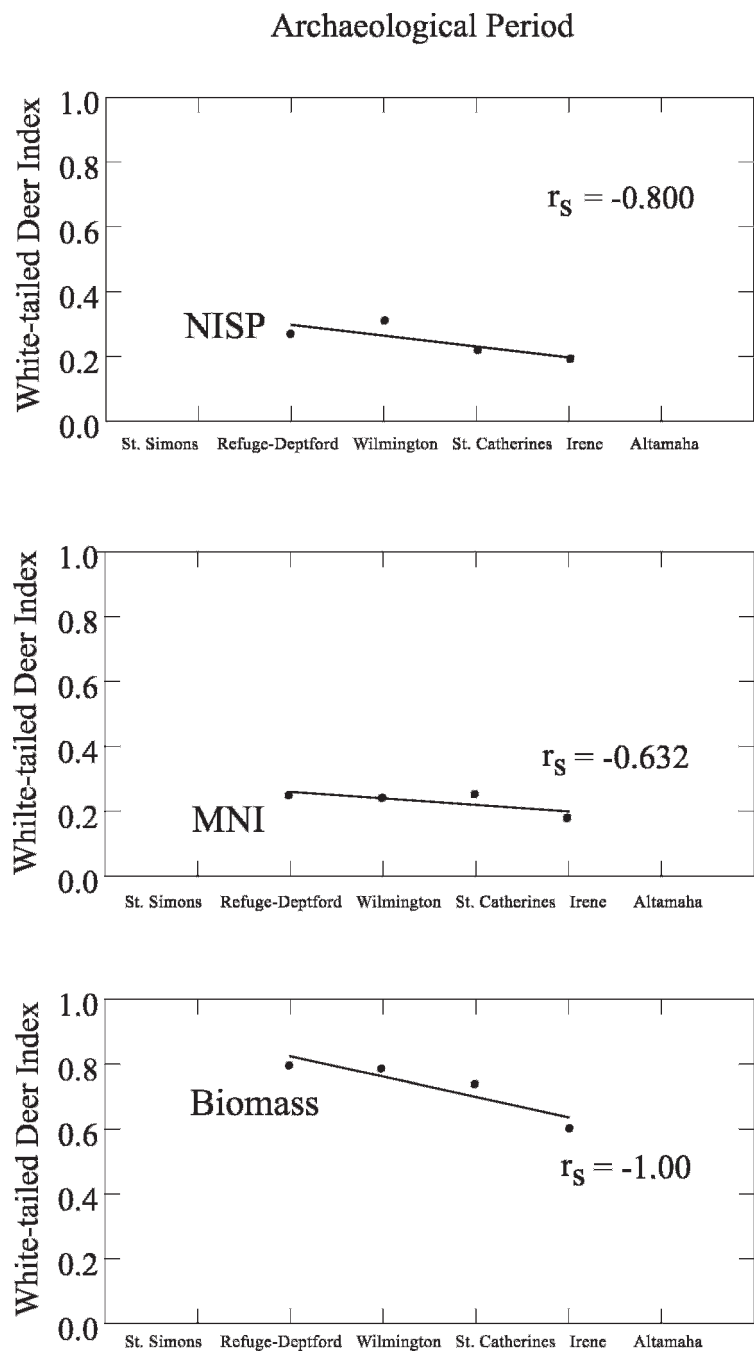 Archaeological Period
White-tailed Deer Index
1.0
0.8
0.6
0.4
0.2
0.0
rs = -0.800
NISP
St. Simons Refuge-Deptford Wilmington St. Catherines Irene Altamaha
Whilte-tailed Deer Index
1.0
0.8
0.6
0.4
0.2
0.0
rs = -0.632
MNI
St. Simons Refuge-Deptford Wilmington St. Catherines Irene Altamaha
White-tailed Deer Index
1.0
0.8
0.6
0.4
0.2
0.0
Biomass
rs = -1.00
St. Simons Refuge-Deptford Wilmington St. Catherines Irene Altamaha